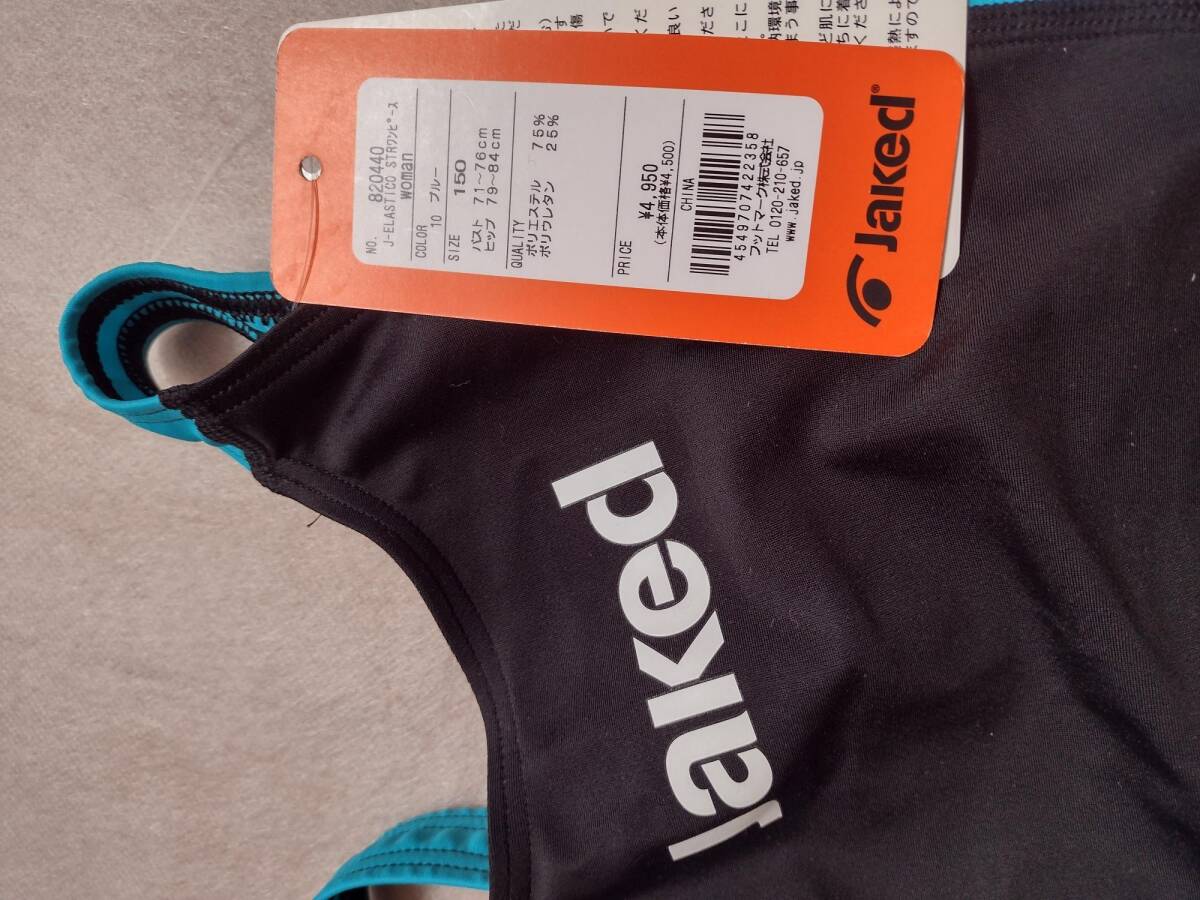 NO. 820440
J-ELASTICO STRワンピース
woman
COLOR
10 ブルー
SIZE
150
バスト 71~76cm
ヒップ 79~84cm
QUALITY
ポリエステル 75%
ポリウレタン 25%
PRICE
¥4,950
(本体価格¥4,500)
CHINA
4549707422358
フットマーク株式会社
TEL 0120-210-657
www.jaked.jp
Jaked®
jaked